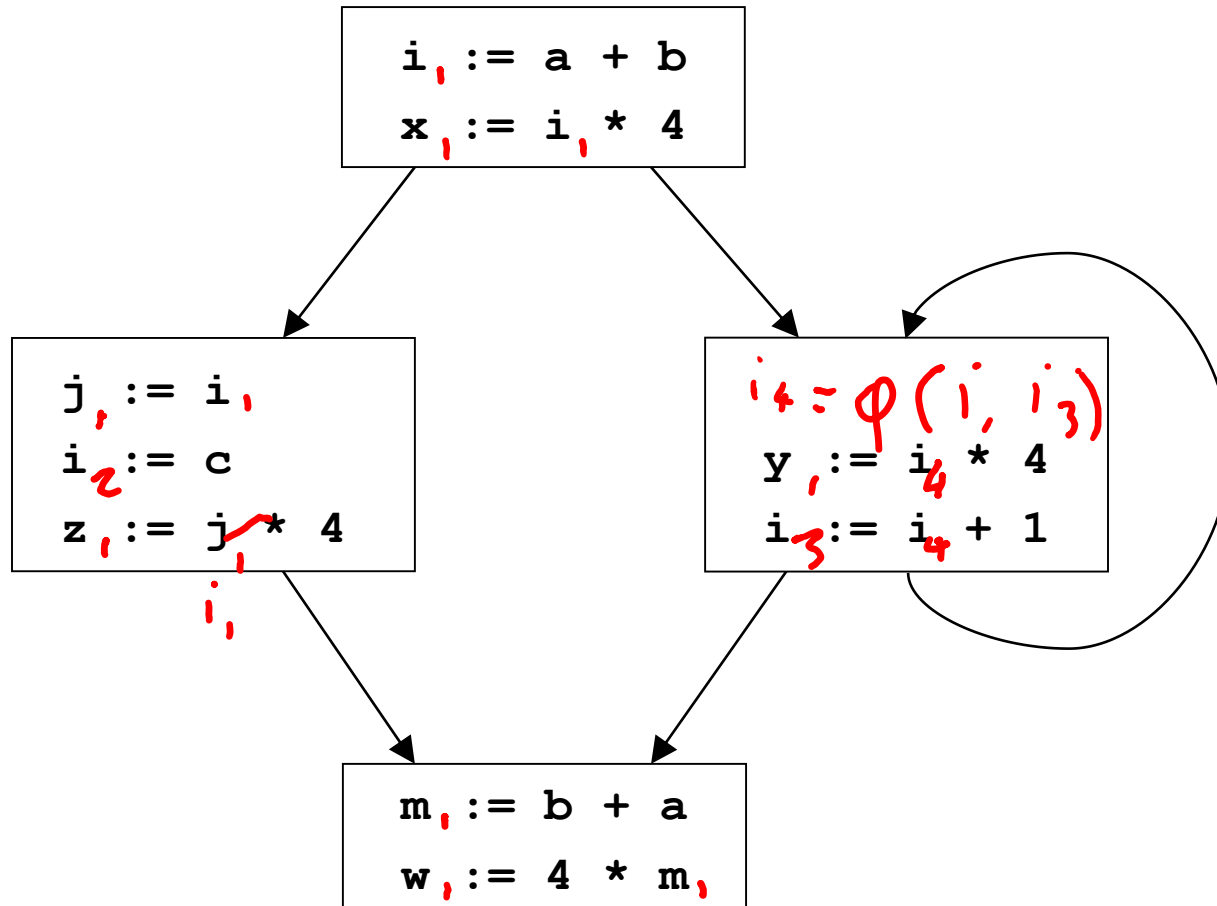 i₁ := a + b
x₁ := i₁ * 4
j₁ := i₁
i₂ := c
z₁ := j₁ * 4
i₁
i₄ = φ(i₁ i₃)
y₁ := i₄ * 4
i₃ := i₄ + 1
m₁ := b + a
w₁ := 4 * m₁